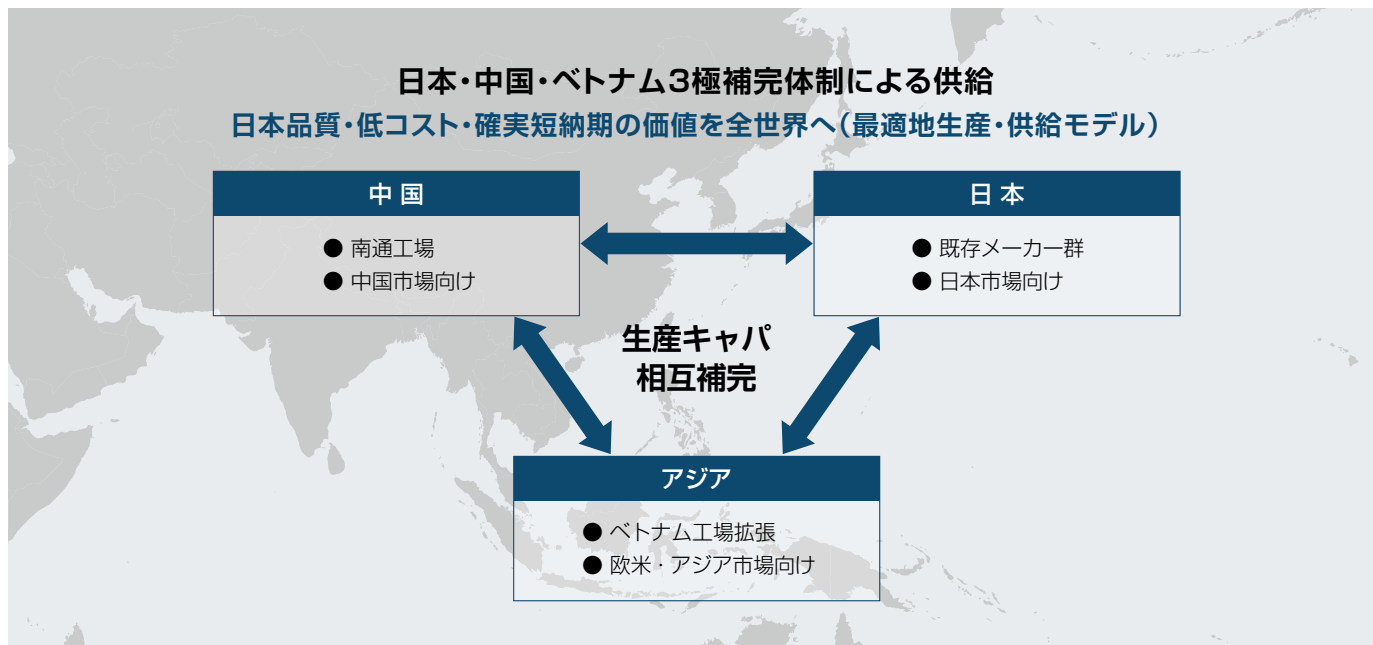 日本・中国・ベトナム3極補完体制による供給
日本品質・低コスト・確実短納期の価値を全世界へ（最適地生産・供給モデル）
中 国
● 南通工場
● 中国市場向け
日 本
● 既存メーカー群
● 日本市場向け
生産キャパ
相互補完
アジア
● ベトナム工場拡張
● 欧米・アジア市場向け